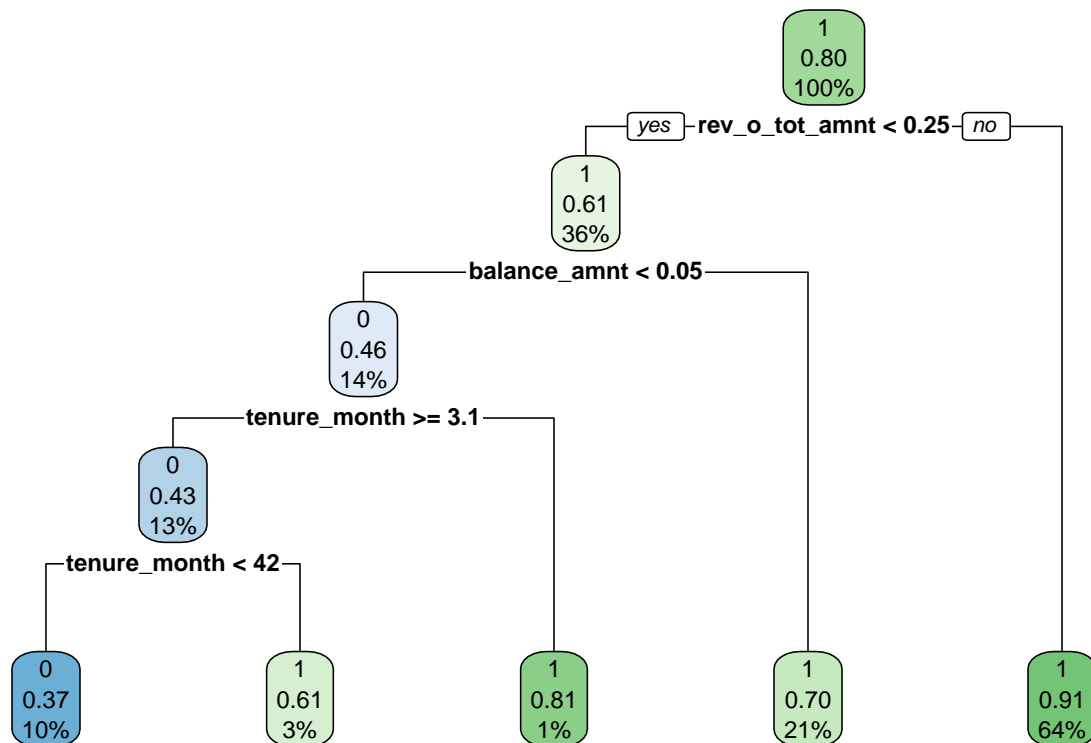 1
0.80
100%
yes rev_o_tot_amnt < 0.25 no
1
0.61
36%
balance_amnt < 0.05
0
0.46
14%
tenure_month >= 3.1
0
0.43
13%
tenure_month < 42
0 1 1 1 1
0.37 0.61 0.81 0.70 0.91
10% 3% 1% 21% 64%